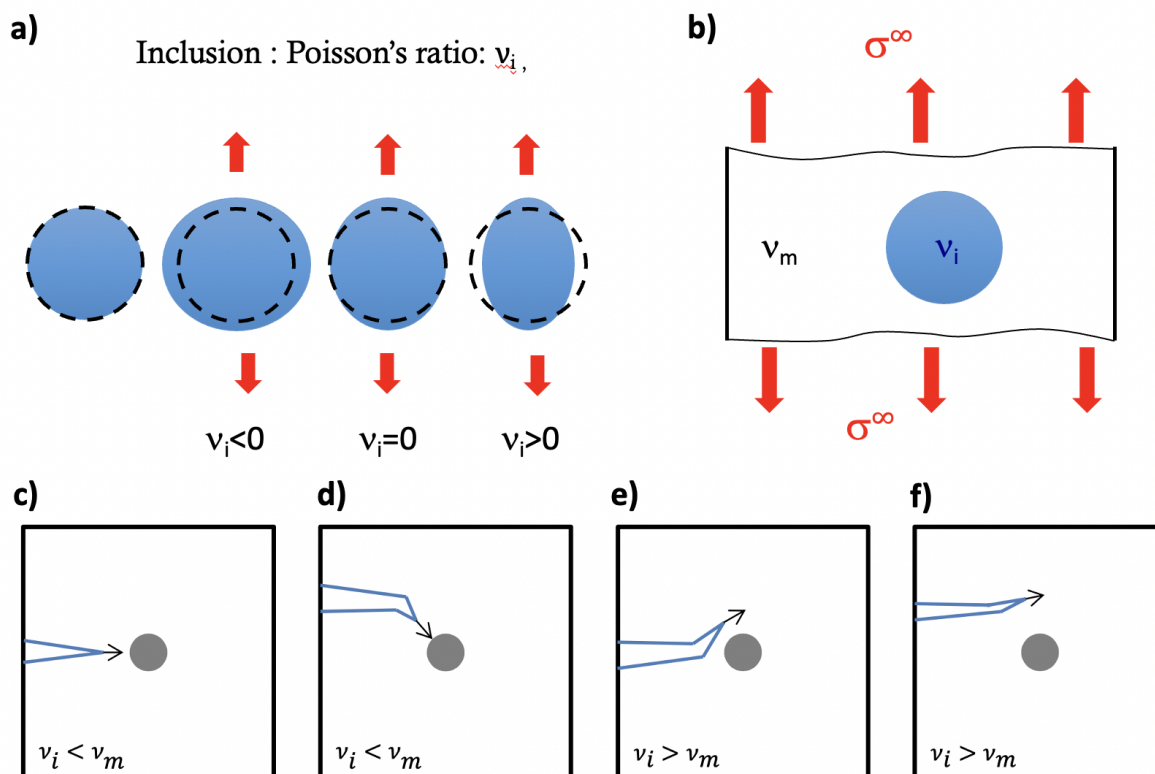 a)
Inclusion : Poisson's ratio: νi ,
νi<0
νi=0
νi>0
b)
σ∞
νm
νi
σ∞
c)
νi < νm
d)
νi < νm
e)
νi > νm
f)
νi > νm